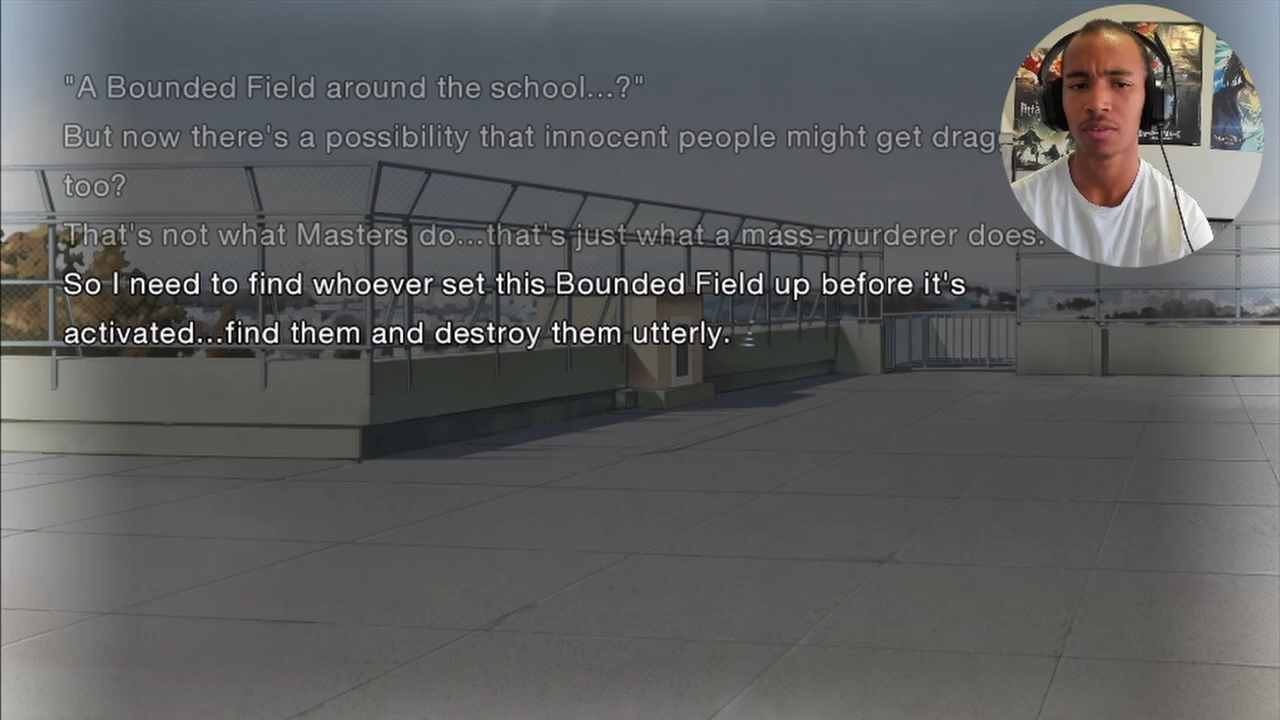 "A Bounded Field around the school...?"
But now there's a possibility that innocent people might get drag
too?
That's not what Masters do...that's just what a mass-murderer does.
So I need to find whoever set this Bounded Field up before it's
activated...find them and destroy them utterly.